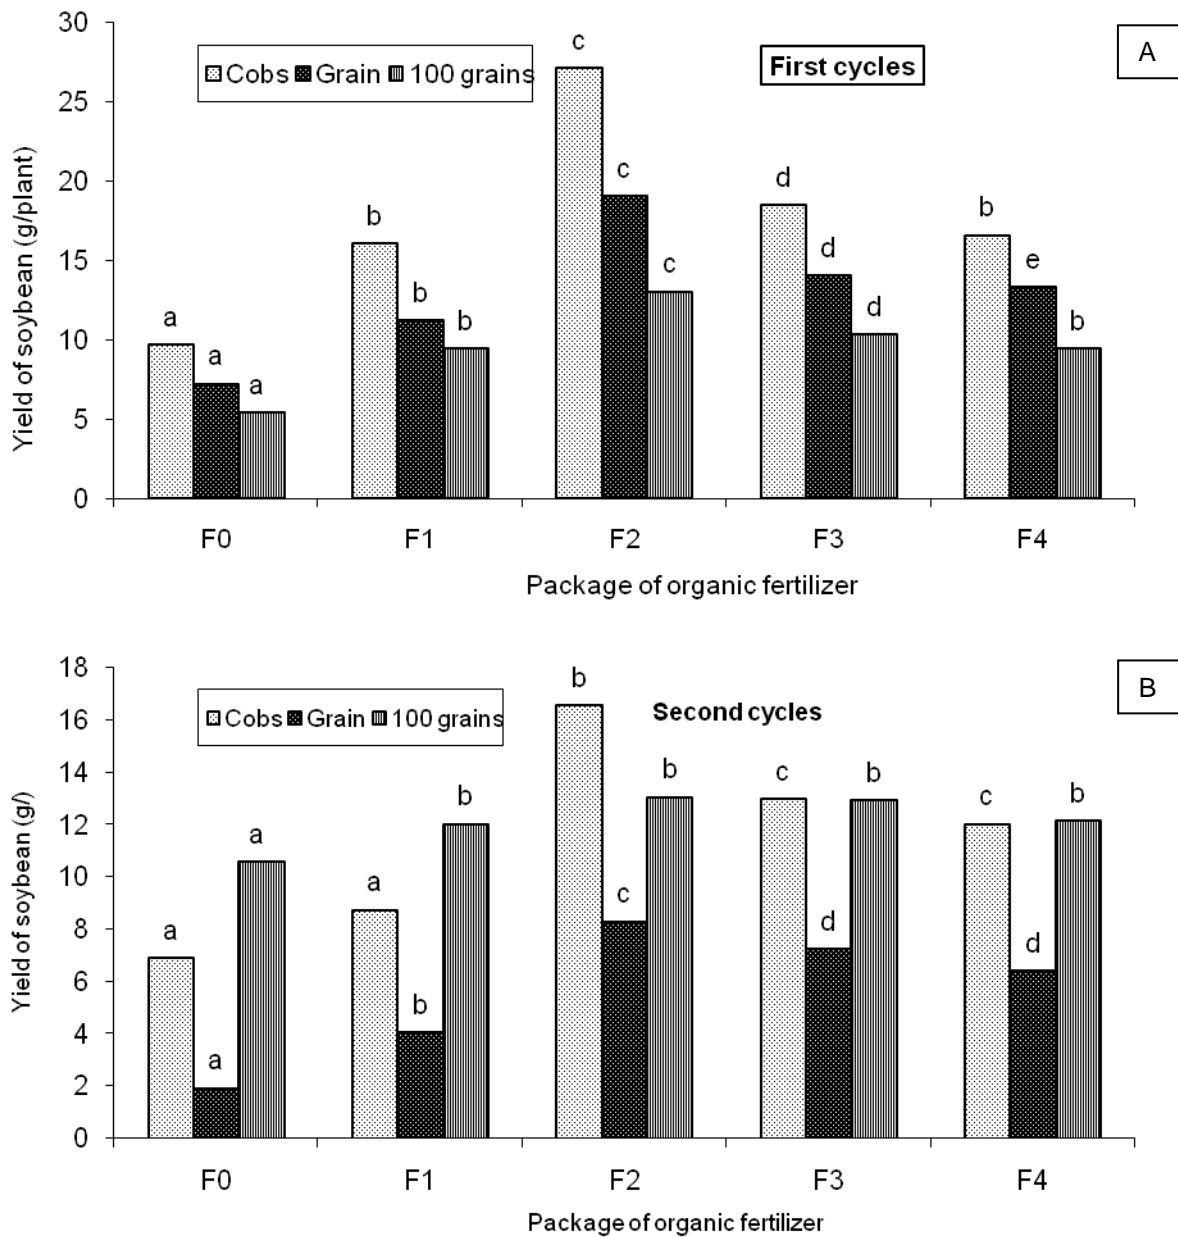 A
First cycles
Cobs Grain 100 grains
Yield of soybean (g/plant)
30
25
20
15
10
5
0
a a a
b b b
c c c
d d d
b e b
F0 F1 F2 F3 F4
Package of organic fertilizer
B
Second cycles
Cobs Grain 100 grains
Yield of soybean (g/)
18
16
14
12
10
8
6
4
2
0
a a a
a b b
b c b
c d b
c d b
F0 F1 F2 F3 F4
Package of organic fertilizer